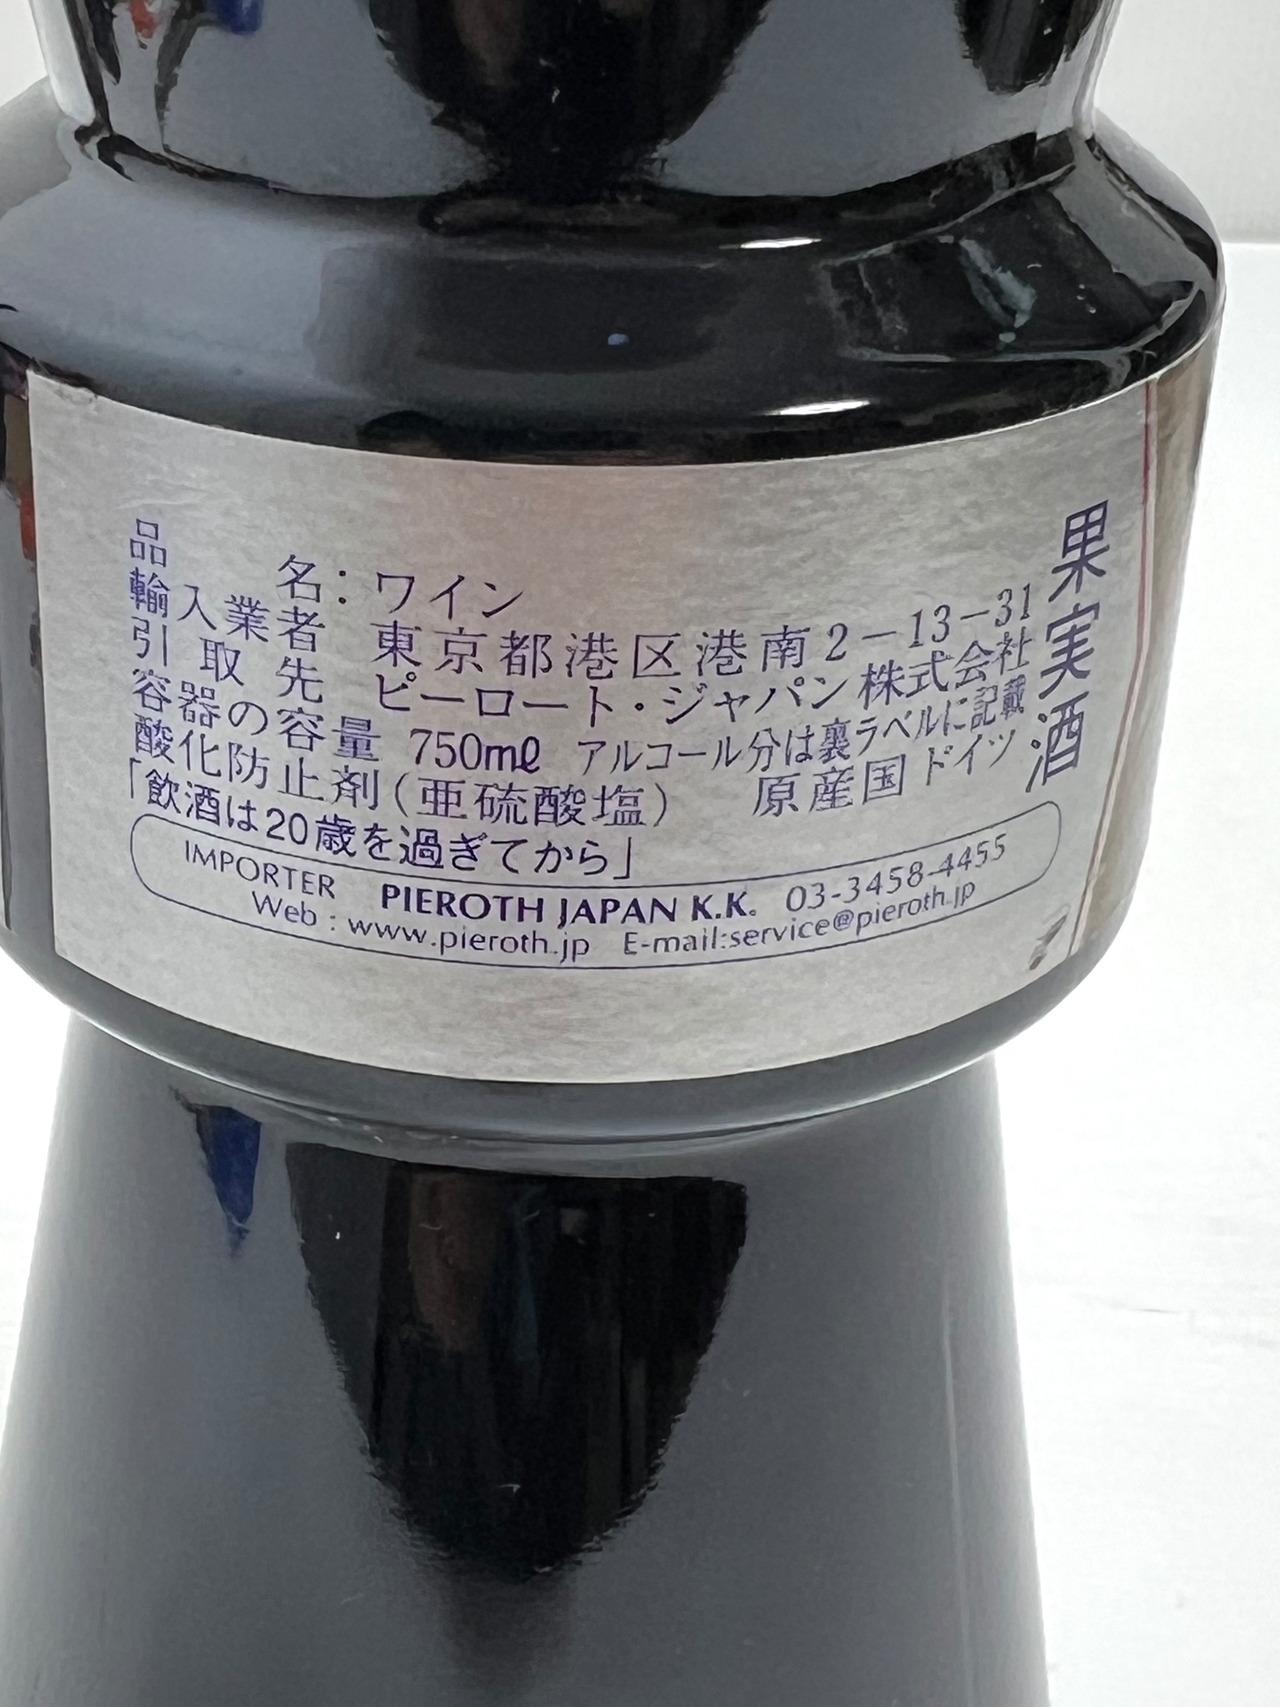 品名：ワイン
輸入業者 東京都港区港南2－13－31
引取先 ピーロート・ジャパン株式会社
容器の容量 750mℓ アルコール分は裏ラベルに記載
酸化防止剤（亜硫酸塩） 原産国 ドイツ
「飲酒は20歳を過ぎてから」
果実酒
IMPORTER PIEROTH JAPAN K.K. 03-3458-4455
Web : www.pieroth.jp E-mail:service@pieroth.jp